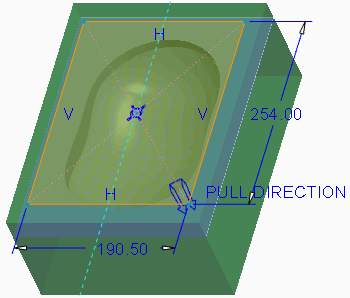 H
V
V
254.00
H
PULL DIRECTION
190.50